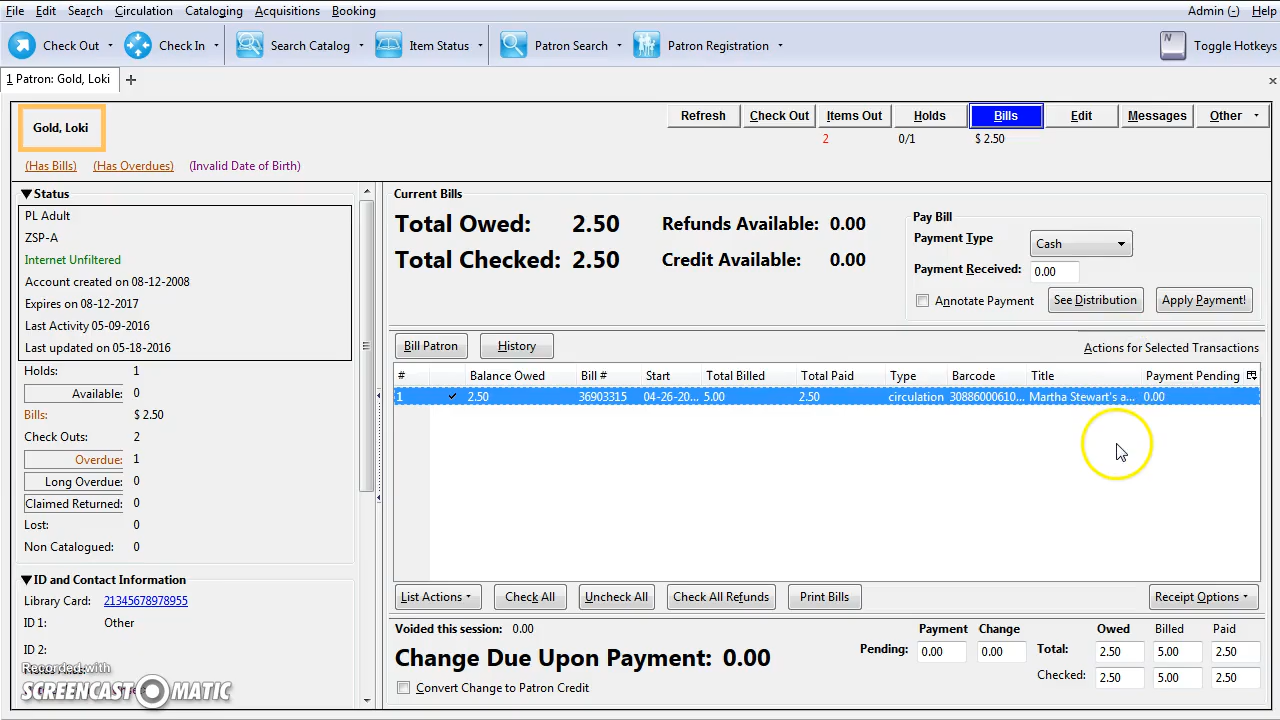 File Edit Search Circulation Cataloging Acquisitions Booking Admin (-) Help
Check Out Check In Search Catalog Item Status Patron Search Patron Registration N Toggle Hotkeys
1 Patron: Gold, Loki
Gold, Loki
Refresh Check Out Items Out Holds Bills Edit Messages Other
2 0/1 $ 2.50
(Has Bills) (Has Overdues) (Invalid Date of Birth)
Status
PL Adult
ZSP-A
Internet Unfiltered
Account created on 08-12-2008
Expires on 08-12-2017
Last Activity 05-09-2016
Last updated on 05-18-2016
Holds: 1
Available: 0
Bills: $ 2.50
Check Outs: 2
Overdue: 1
Long Overdue: 0
Claimed Returned: 0
Lost: 0
Non Catalogued: 0
ID and Contact Information
Library Card: 21345678978955
ID 1: Other
ID 2:
Recorded with
SCREENCAST MATIC
Current Bills
Total Owed: 2.50 Refunds Available: 0.00
Total Checked: 2.50 Credit Available: 0.00
Pay Bill
Payment Type Cash
Payment Received: 0.00
Annotate Payment See Distribution Apply Payment!
Bill Patron History Actions for Selected Transactions
# Balance Owed Bill # Start Total Billed Total Paid Type Barcode Title Payment Pending
1 2.50 36903315 04-26-20... 5.00 2.50 circulation 30886000610... Martha Stewart's a... 0.00
List Actions Check All Uncheck All Check All Refunds Print Bills Receipt Options
Voided this session: 0.00
Change Due Upon Payment: 0.00
Convert Change to Patron Credit
Payment Change Owed Billed Paid
Pending: 0.00 0.00 Total: 2.50 5.00 2.50
Checked: 2.50 5.00 2.50